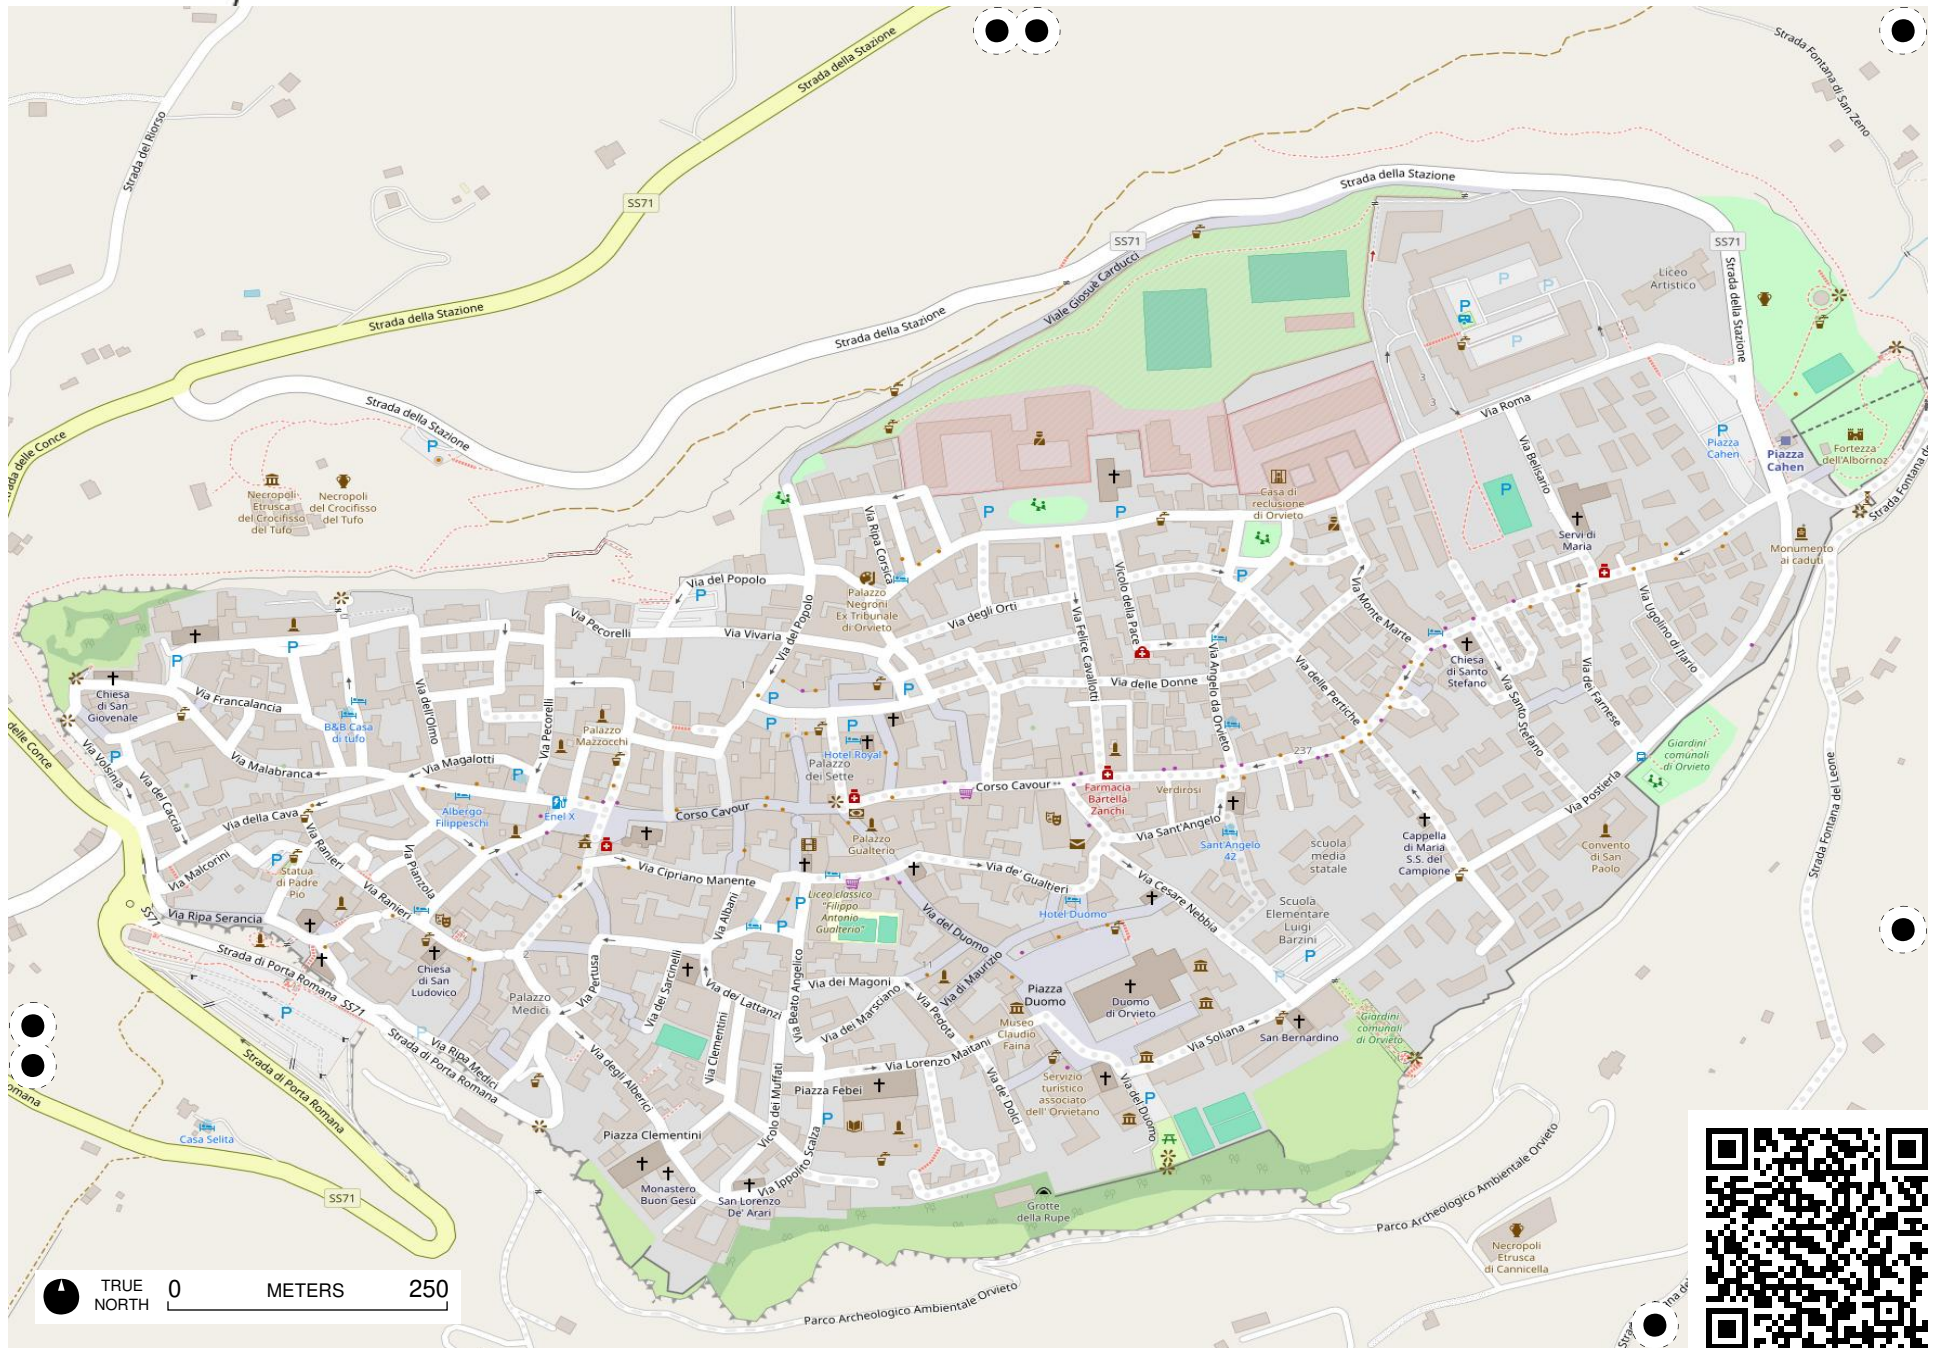 Strada della Stazione
Strada Fontana di San Zeno
Strada del Riorso
Strada della Stazione
SS71
SS71
SS71
Viale Giosuè Carducci
Liceo
Artistico
Strada della Stazione
Strada della Stazione
Strada della Stazione
Strada della Stazione
3
3
Via Roma
delle Conce
P
P
P
P
P
P
Piazza
Cahen
Piazza
Cahen
Fortezza
dell'Albornoz
Necropoli
Etrusca
del Crocifisso
del Tufo
Necropoli
del Crocifisso
del Tufo
Casa di
reclusione
di Orvieto
Via Belisario
Strada Fontana de
Via Ripa Corsica
P
P
Servi di
Maria
Monumento
ai caduti
Via del Popolo
P
Palazzo
Negroni
Ex Tribunale
di Orvieto
Via degli Orti
Vicolo della Pace
P
Via Monte Marte
Via Ugolino di Ilario
Via Pecorelli
Via Vivaria
Via del Popolo
Via Felice Cavallotti
Via Angelo da Orvieto
Chiesa
di Santo
Stefano
P
P
Chiesa
di San
Giovenale
Via Francalancia
Via dell'Olmo
1
P
P
P
P
Via delle Donne
Via delle Pertiche
Via Santo Stefano
Via dei Farnese
B&B Casa
di tufo
Via Pecorelli
Palazzo
Mazzocchi
Hotel Royal
Palazzo
dei Sette
237
Giardini
comunali
di Orvieto
delle Conce
Via Volsinia
P
Via Malabranca
Via Magalotti
P
Corso Cavour
Farmacia
Bartella
Zanchi
Verdirosi
Via Postierla
Strada Fontana del Leone
Via del Caccia
Via della Cava
Albergo
Filippeschi
Enel X
Corso Cavour
Palazzo
Gualterio
Via Sant'Angelo
Sant'Angelo
42
Scuola
media
statale
Cappella
di Maria
S.S. del
Campione
Convento
di San
Paolo
Via Malcorini
P
Statua
di Padre
Pio
Via Ranieri
Via Pianzola
Via Cipriano Manente
Via de' Gualtieri
Via Cesare Nebbia
Via Ranieri
Liceo classico
"Filippo
Antonio
Gualterio"
P
P
Via Albani
Hotel Duomo
Scuola
Elementare
Luigi
Barzini
P
P
SS71
Via Ripa Serancia
Strada di Porta Romana
SS71
Chiesa
di San
Ludovico
2
Via Pertusa
Via dei Sarcinelli
Via del Duomo
Via di Maurizio
11
Palazzo
Medici
Via dei Lattanzi
Via Beato Angelico
Via dei Magoni
Via dei Marsciano
Via Pedota
Piazza
Duomo
Duomo
di Orvieto
Museo
Claudio
Faina
Giardini
comunali
di Orvieto
San Bernardino
Via Soliana
P
P
Strada di Porta Romana
Via Ripa Medici
Strada di Porta Romana
Via degli Alberici
Via Clementini
Vicolo dei Muffati
Via Lorenzo Maitani
Via de' Dolci
Piazza Febei
P
Servizio
turistico
associato
dell' Orvietano
Via del Duomo
P
omana
Casa Selita
Piazza Clementini
Monastero
Buon Gesù
San Lorenzo
De' Arari
Via Ippolito Scalza
Grotte
della Rupe
SS71
Parco Archeologico Ambientale Orvieto
Necropoli
Etrusca
di Cannicella
Parco Archeologico Ambientale Orvieto
TRUE
NORTH
0 METERS 250